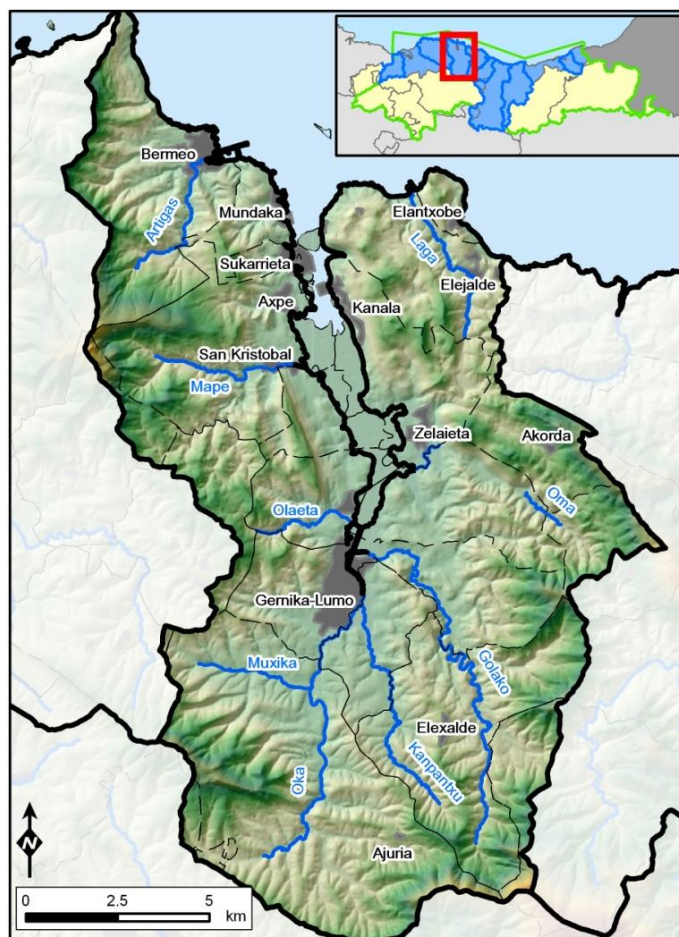 Bermeo
Artigas
Mundaka
Elantxobe
Laga
Sukarrieta
Elejalde
Axpe
Kanala
San Kristobal
Mape
Zelaieta
Akorda
Oma
Olaeta
Gernika-Lumo
Muxika
Golako
Elexalde
Kanpantxu
Oka
Ajuria
N
0 2.5 5
km